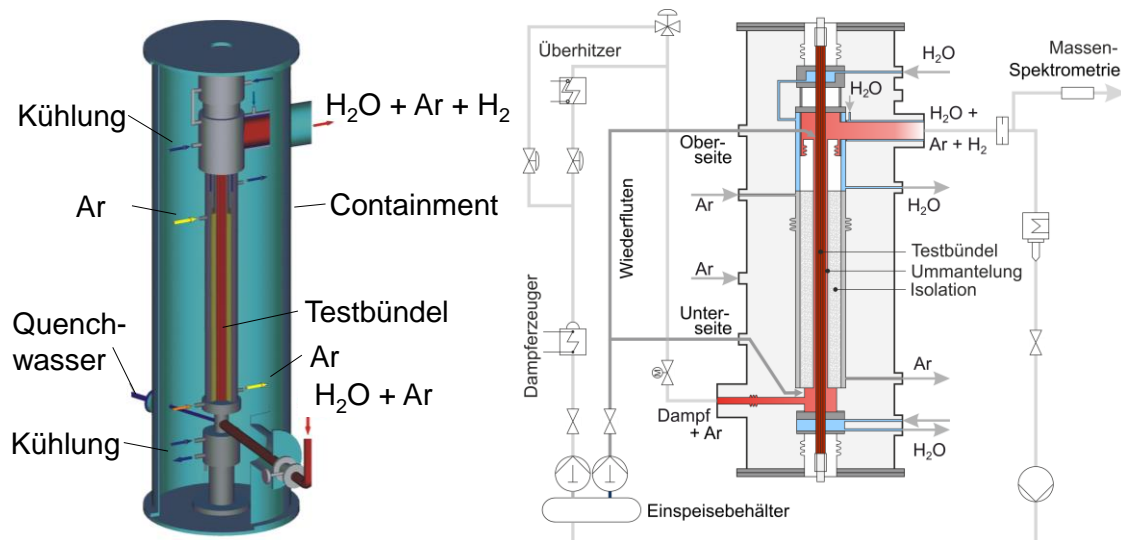 Kühlung
H₂O + Ar + H₂
Ar
Containment
Quench-
wasser
Testbündel
Ar
H₂O + Ar
Kühlung
Überhitzer
Massen-
Spektrometrie
H₂O
H₂O
H₂O +
Ar + H₂
Ober-
seite
Ar
H₂O
Wiederfluten
Testbündel
Ummantelung
Isolation
Ar
Unter-
seite
Dampferzeuger
M
Ar
Dampf
+ Ar
H₂O
Einspeisebehälter